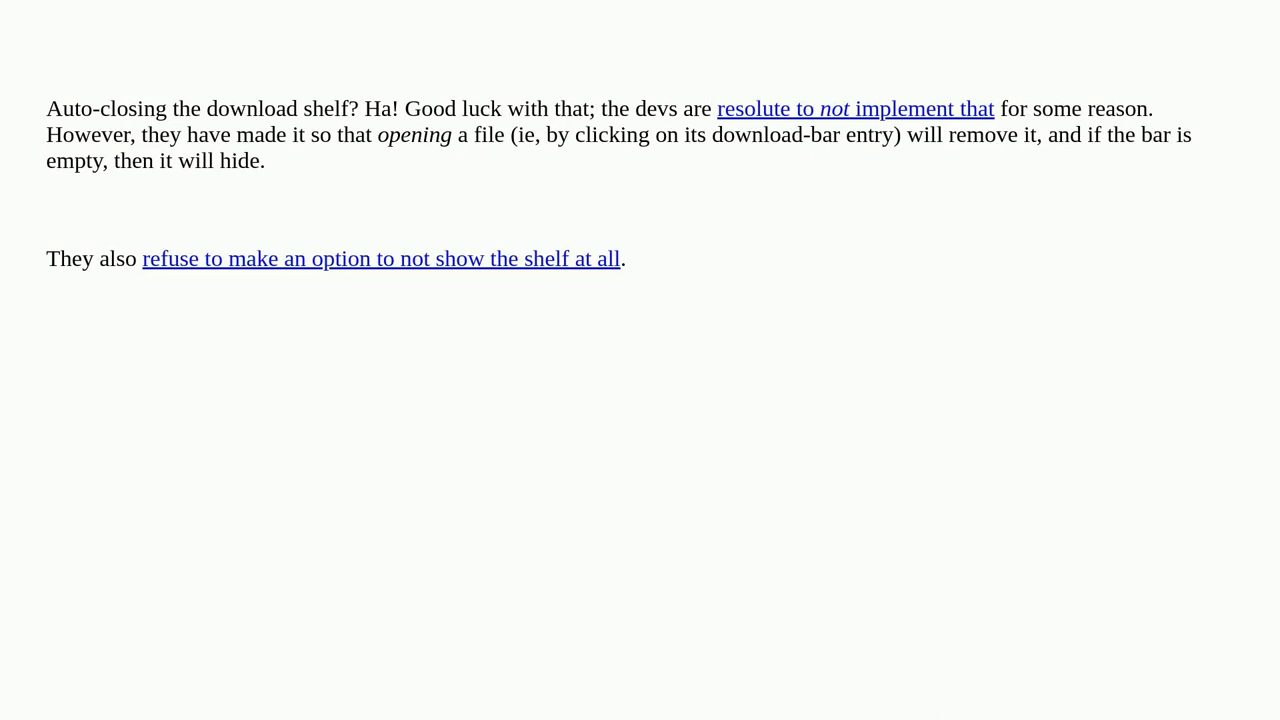 Auto-closing the download shelf? Ha! Good luck with that; the devs are resolute to not implement that for some reason.
However, they have made it so that opening a file (ie, by clicking on its download-bar entry) will remove it, and if the bar is
empty, then it will hide.
They also refuse to make an option to not show the shelf at all.